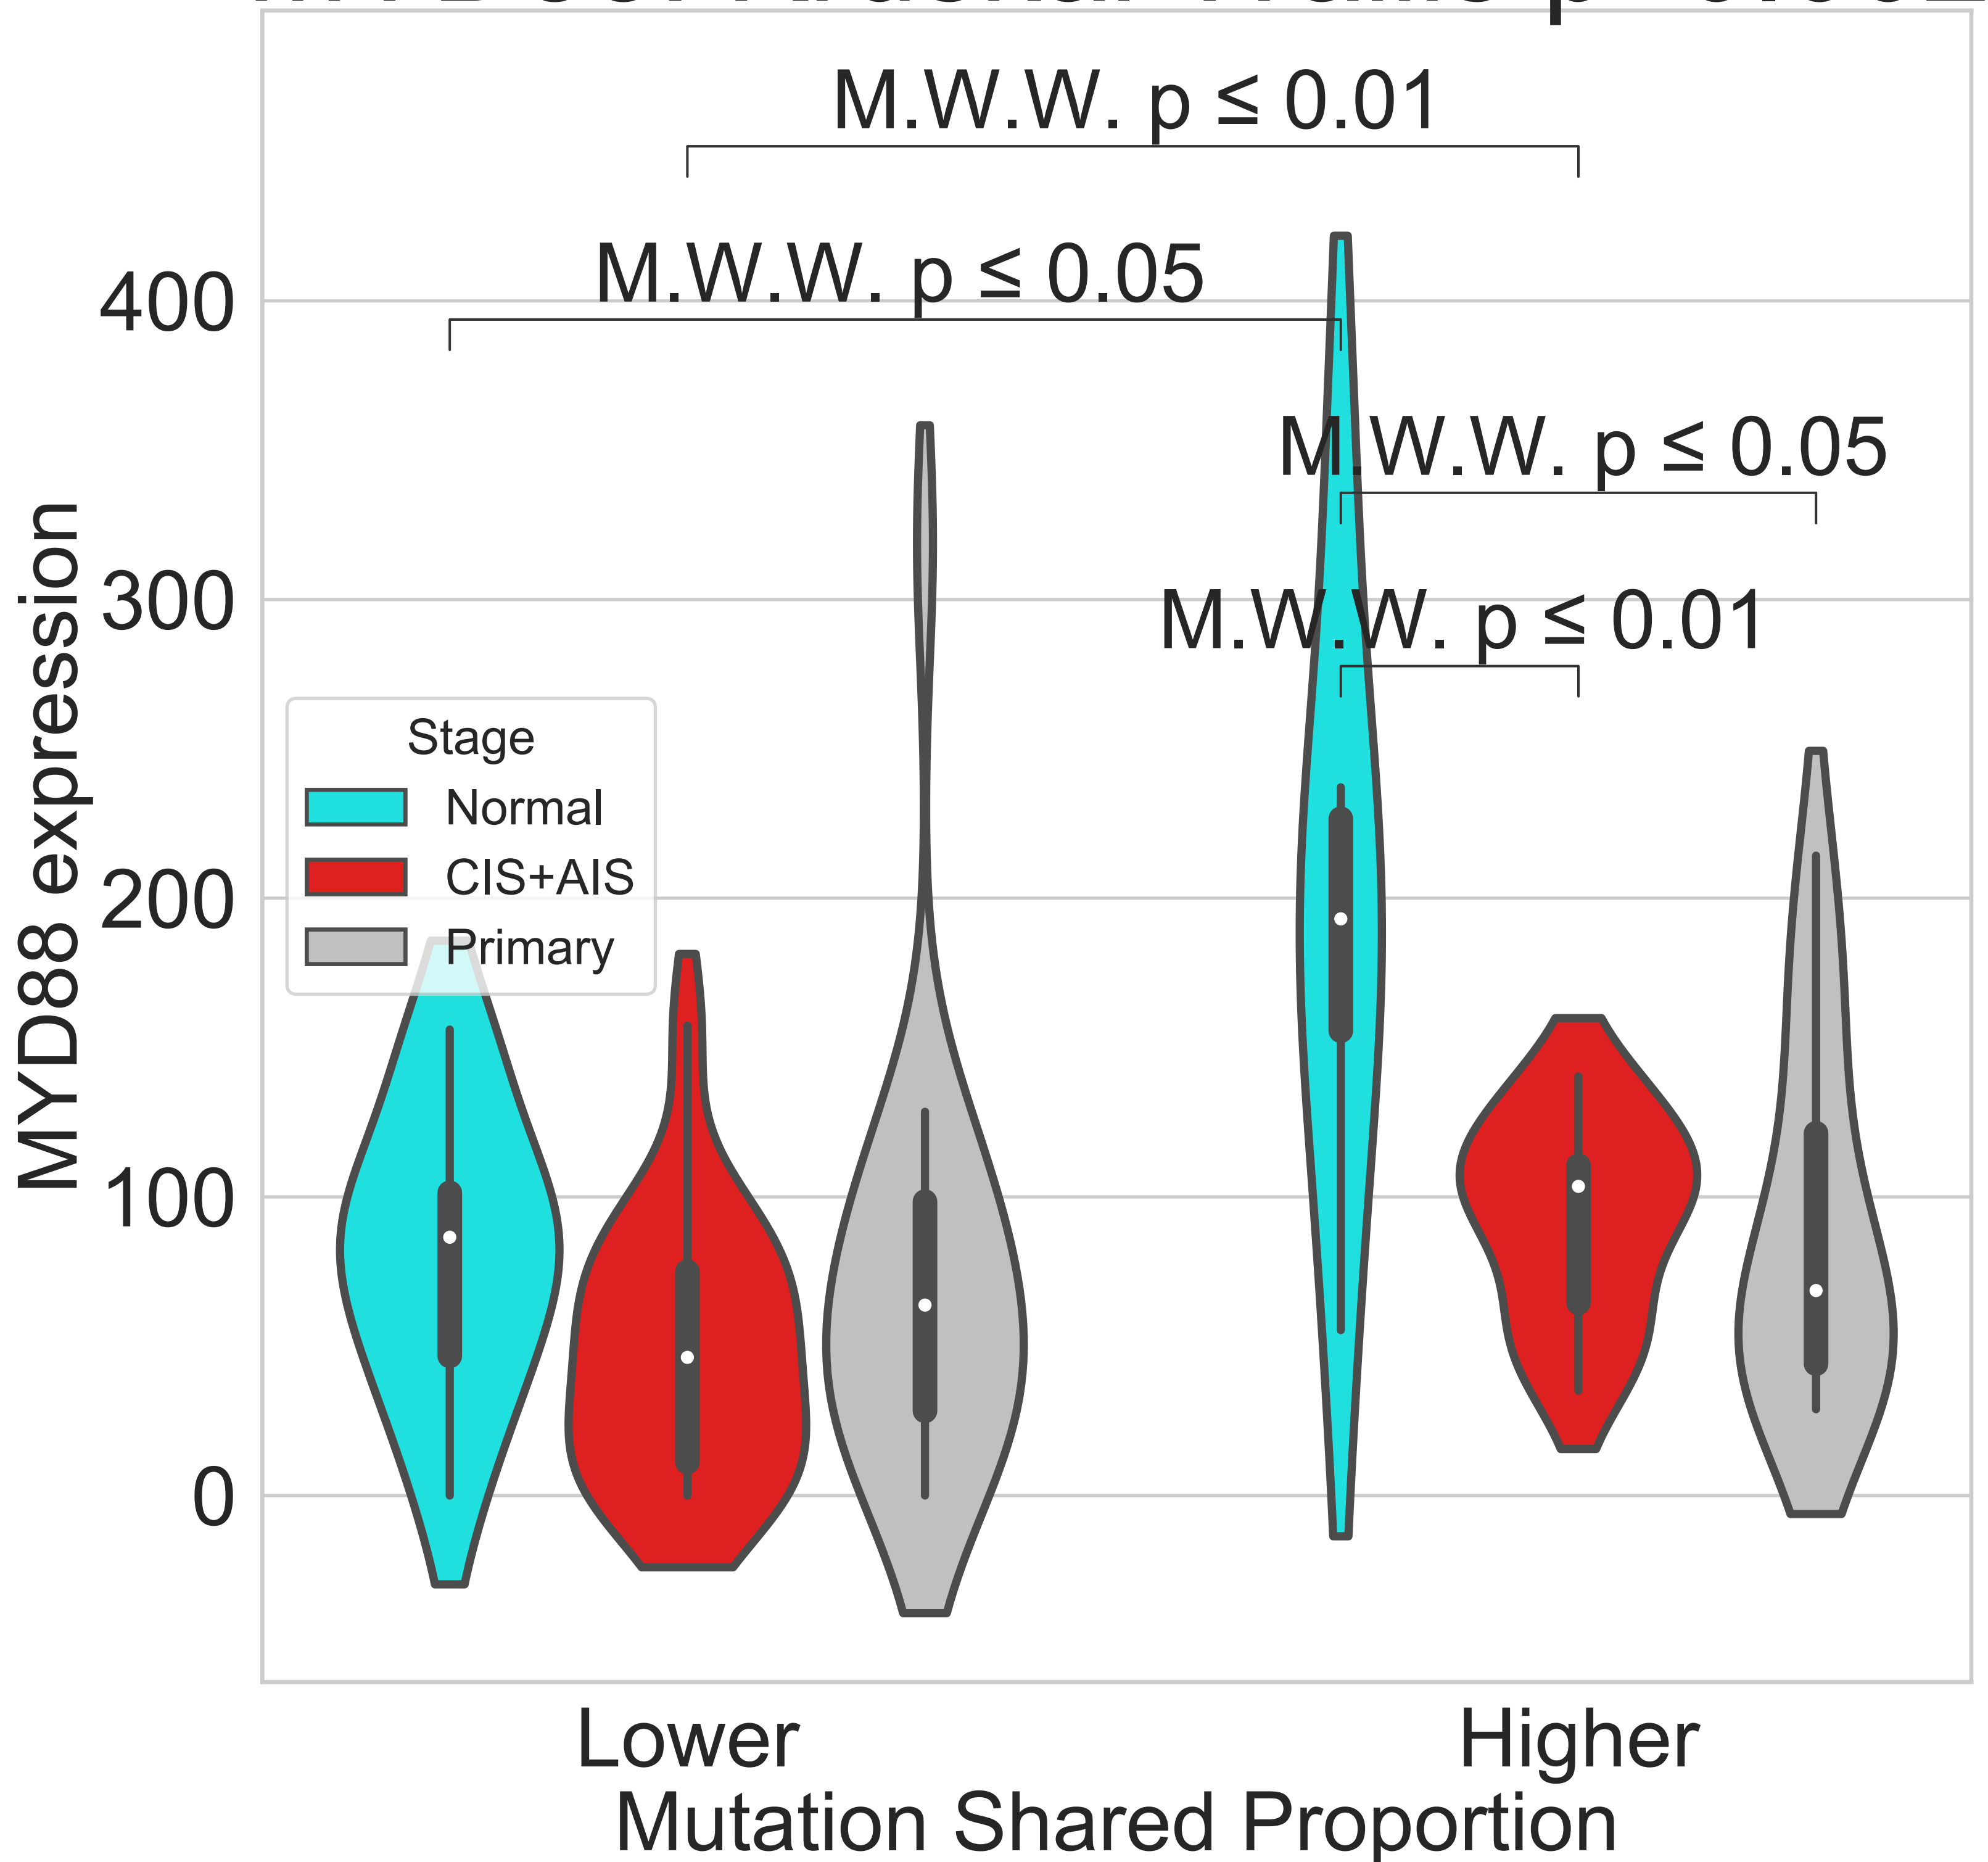 M.W.W. p ≤ 0.01
M.W.W. p ≤ 0.05
M.W.W. p ≤ 0.05
M.W.W. p ≤ 0.01
400
300
200
100
0
MYD88 expression
Stage
Normal
CIS+AIS
Primary
Lower
Higher
Mutation Shared Proportion